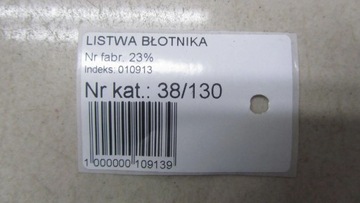 LISTWA BŁOTNIKA
Nr fabr. 23%
Indeks. 010913
Nr kat.: 38/130
1 000000 109139